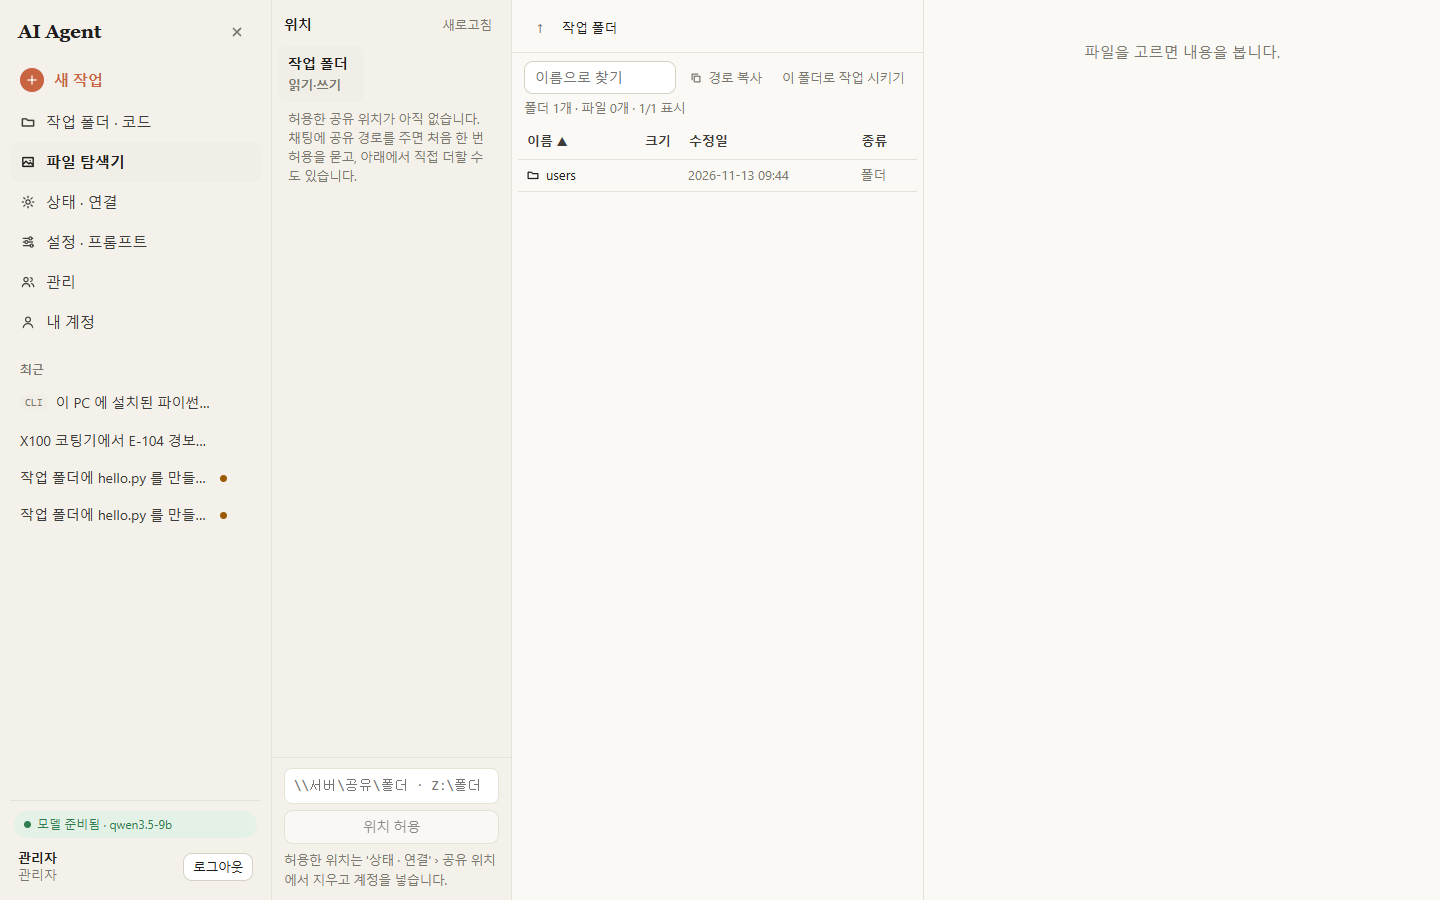 AI Agent
새 작업
작업 폴더 · 코드
파일 탐색기
상태 · 연결
설정 · 프롬프트
관리
내 계정
최근
CLI 이 PC 에 설치된 파이썬...
X100 코팅기에서 E-104 경보...
작업 폴더에 hello.py 를 만들...
작업 폴더에 hello.py 를 만들...
모델 준비됨 · qwen3.5-9b
관리자
관리자
로그아웃
위치
새로고침
작업 폴더
읽기·쓰기
허용한 공유 위치가 아직 없습니다.
채팅에 공유 경로를 주면 처음 한 번
허용을 묻고, 아래에서 직접 더할 수
도 있습니다.
\\서버\공유\폴더 · Z:\폴더
위치 허용
허용한 위치는 '상태 · 연결' › 공유 위치
에서 지우고 계정을 넣습니다.
↑ 작업 폴더
이름으로 찾기
경로 복사
이 폴더로 작업 시키기
폴더 1개 · 파일 0개 · 1/1 표시
이름 ▲ 크기 수정일 종류
users 2026-11-13 09:44 폴더
파일을 고르면 내용을 봅니다.